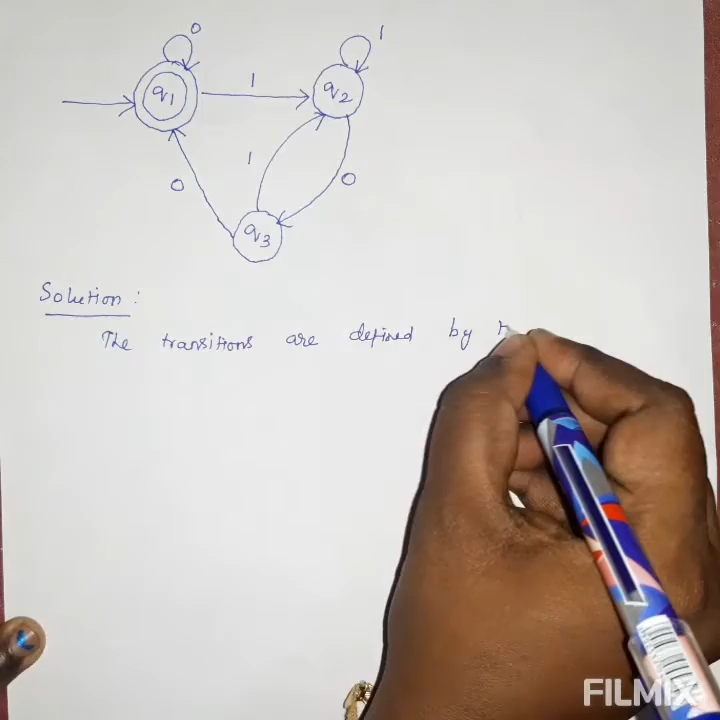 0
1
q1
1
q2
1
0
0
q3
Solution :
The transitions are defined by
FILMIX